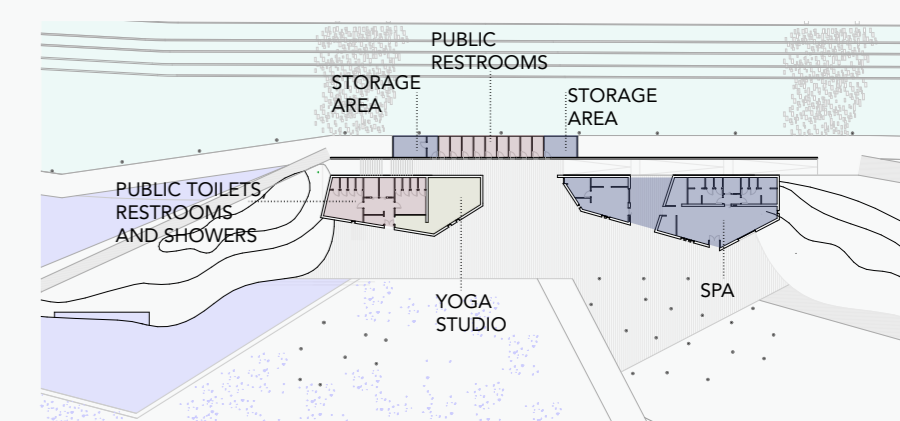 PUBLIC
RESTROOMS
STORAGE
AREA
STORAGE
AREA
PUBLIC TOILETS,
RESTROOMS
AND SHOWERS
YOGA
STUDIO
SPA